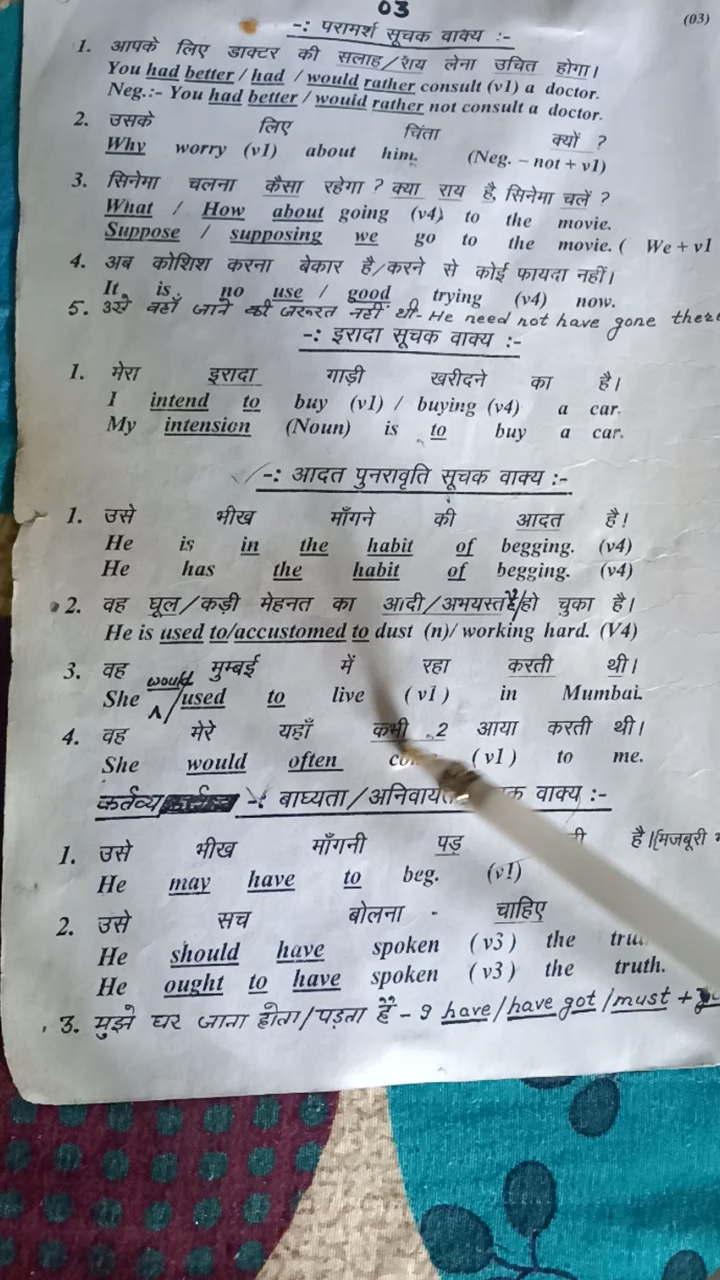 03
(03)
-: परामर्श सूचक वाक्य :-
1. आपके लिए डाक्टर की सलाह/राय लेना उचित होगा।
You had better / had / would rather consult (v1) a doctor.
Neg.:- You had better / would rather not consult a doctor.
2. उसके लिए चिंता क्यों ?
Why worry (v1) about him. (Neg. – not + v1)
3. सिनेमा चलना कैसा रहेगा ? क्या राय है, सिनेमा चलें ?
What / How about going (v4) to the movie.
Suppose / supposing we go to the movie. ( We + v1
4. अब कोशिश करना बेकार है/करने से कोई फायदा नहीं।
It is no use / good trying (v4) now.
5. उसे वहाँ जाने की जरूरत नहीं थी- He need not have gone there
-: इरादा सूचक वाक्य :-
1. मेरा इरादा गाड़ी खरीदने का है।
I intend to buy (v1) / buying (v4) a car.
My intension (Noun) is to buy a car.
-: आदत पुनरावृति सूचक वाक्य :-
1. उसे भीख माँगने की आदत है!
He is in the habit of begging. (v4)
He has the habit of begging. (v4)
2. वह घूल/कड़ी मेहनत का आदी/अभयस्त है/हो चुका है।
He is used to/accustomed to dust (n)/ working hard. (V4)
3. वह मुम्बई में रहा करती थी।
She would/used to live (v1) in Mumbai.
4. वह मेरे यहाँ कभी 2 आया करती थी।
She would often (v1) to me.
कर्तव्य -: बाघ्यता/ वाक्य :-
1. उसे भीख माँगनी पड़ है।(मजबूरी
He may have to beg. (v1)
2. उसे सच बोलना - चाहिए
He should have spoken (v3) the
He ought to have spoken (v3) the truth.
3. मुझे घर जाना होता/पड़ता है - I have/have got/must +